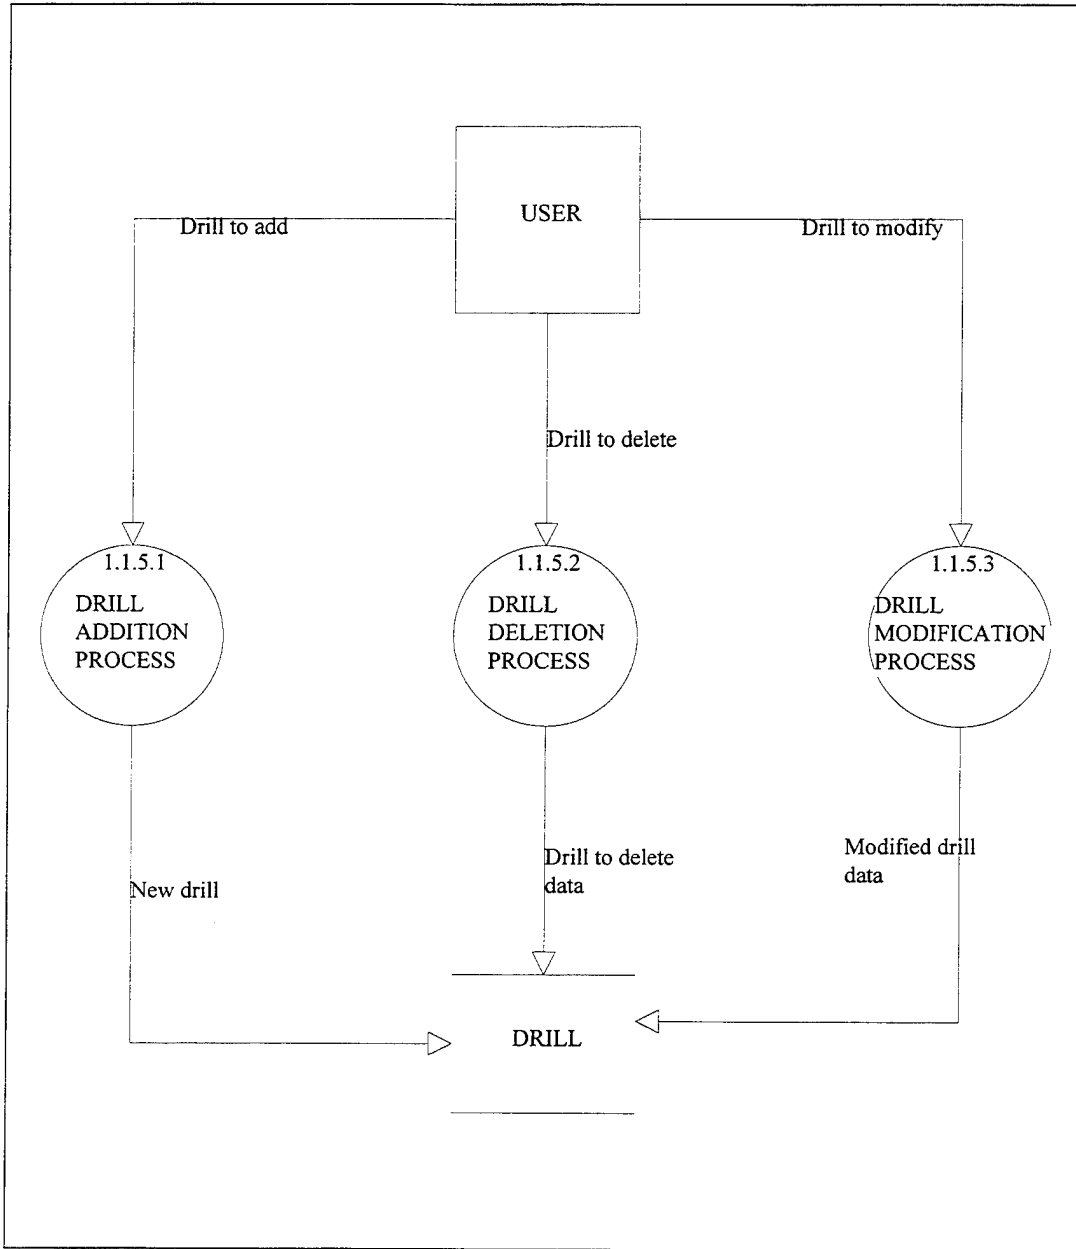 USER
Drill to add
Drill to modify
Drill to delete
1.1.5.1
DRILL
ADDITION
PROCESS
1.1.5.2
DRILL
DELETION
PROCESS
1.1.5.3
DRILL
MODIFICATION
PROCESS
New drill
Drill to delete
data
Modified drill
data
DRILL